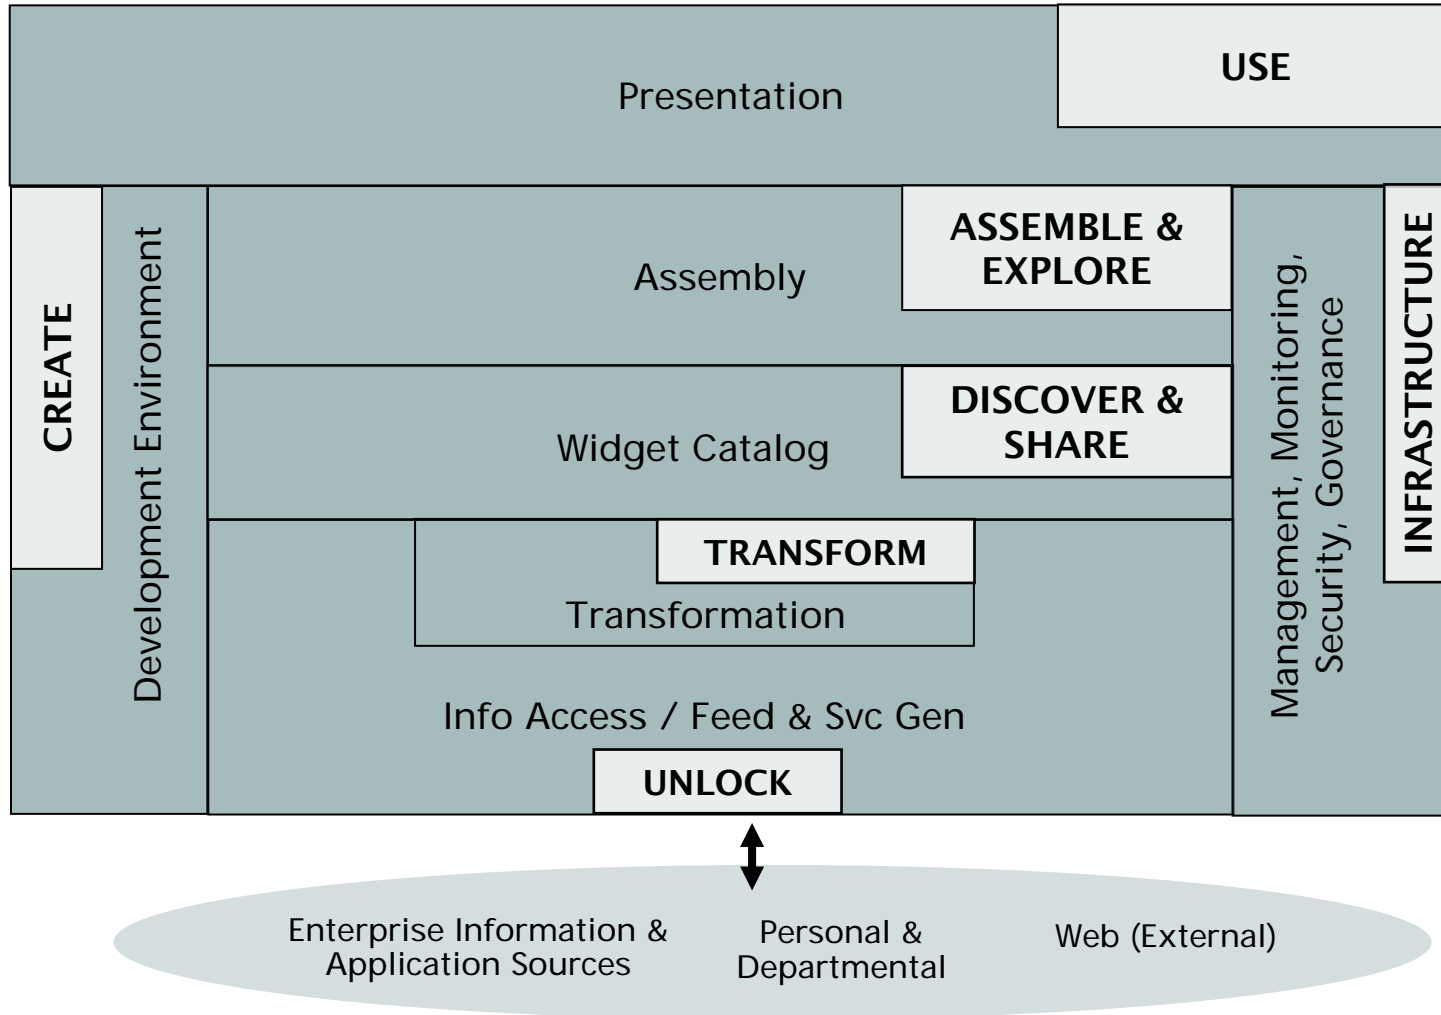 USE
Presentation
CREATE
Development Environment
ASSEMBLE &
EXPLORE
Assembly
DISCOVER &
SHARE
Widget Catalog
TRANSFORM
Transformation
Info Access / Feed & Svc Gen
UNLOCK
Management, Monitoring,
Security, Governance
INFRASTRUCTURE
Enterprise Information &
Application Sources
Personal &
Departmental
Web (External)